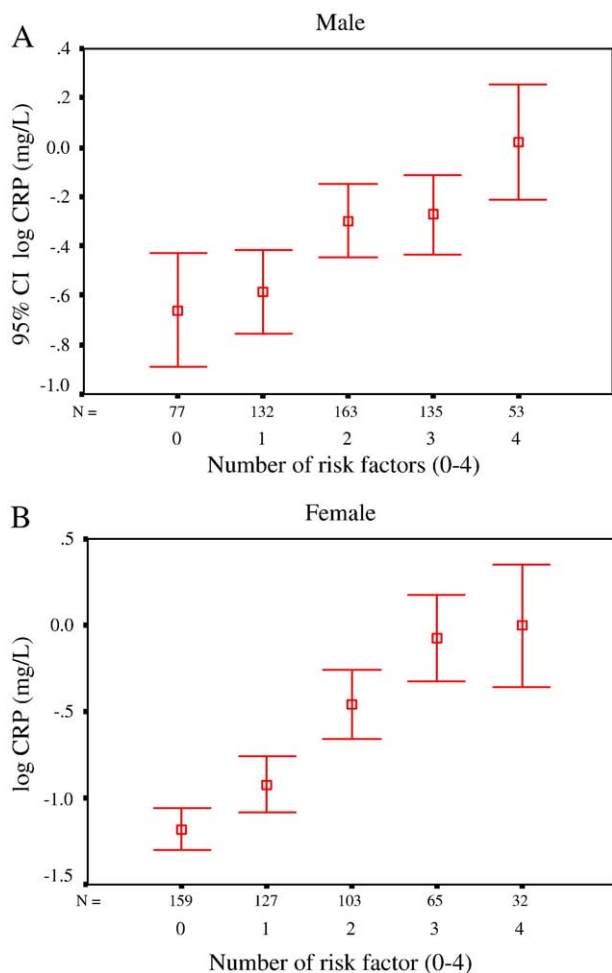 A
Male
95% CI log CRP (mg/L)
.4
.2
0.0
-.2
-.4
-.6
-.8
-1.0
N = 77 132 163 135 53
0 1 2 3 4
Number of risk factors (0-4)
B
Female
log CRP (mg/L)
.5
0.0
-.5
-1.0
-1.5
N = 159 127 103 65 32
0 1 2 3 4
Number of risk factor (0-4)